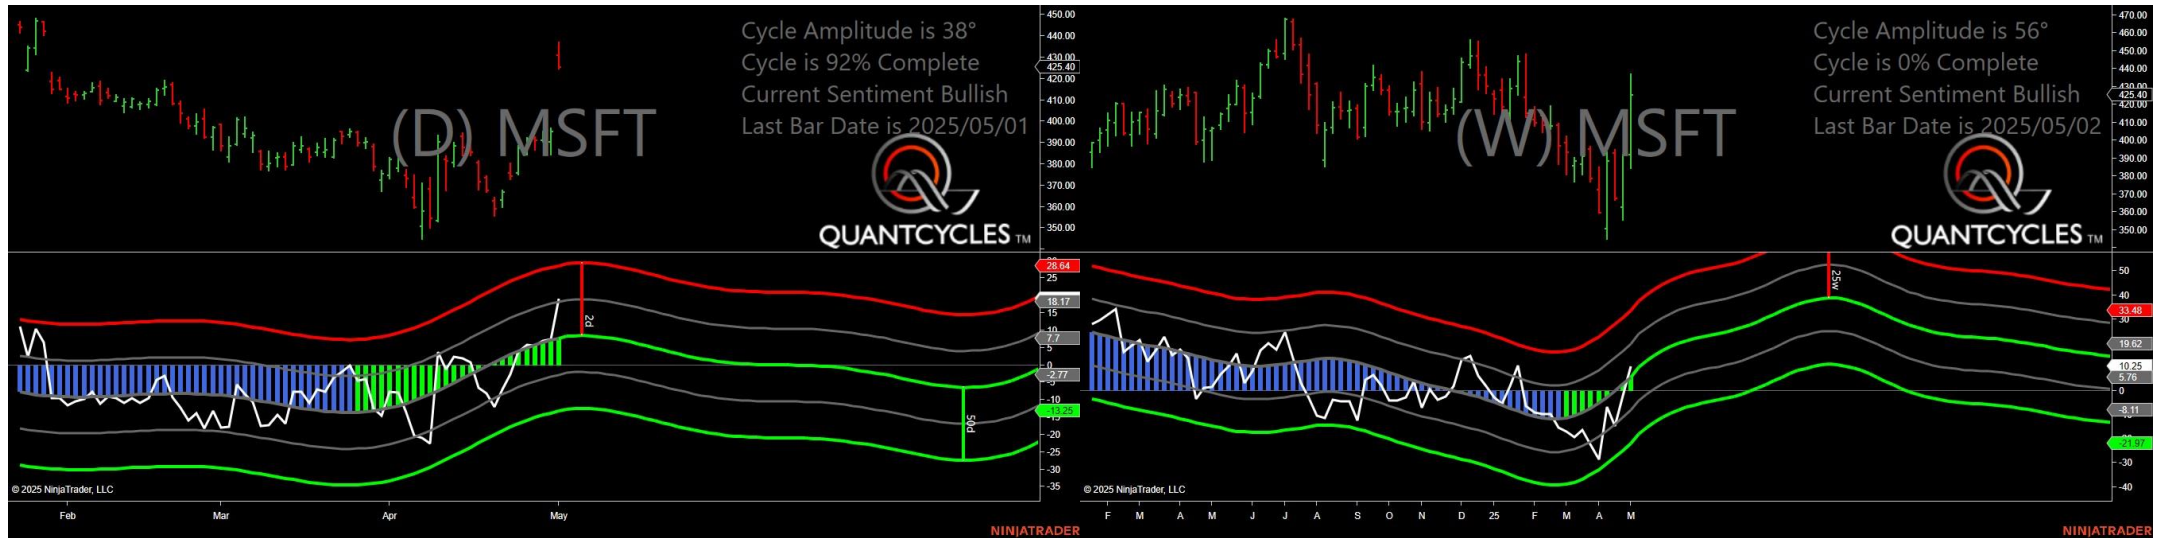 Cycle Amplitude is 38°
Cycle is 92% Complete
Current Sentiment Bullish
Last Bar Date is 2025/05/01
(D) MSFT
QUANTCYCLES TM
450.00
440.00
430.00
425.40
420.00
410.00
400.00
390.00
380.00
370.00
360.00
350.00
28.64
25
18.17
15
10
7.7
5
0
-2.77
-5
-10
-13.25
-20
-25
-30
-35
2d
50d
© 2025 NinjaTrader, LLC
Feb Mar Apr May
NINJATRADER
Cycle Amplitude is 56°
Cycle is 0% Complete
Current Sentiment Bullish
Last Bar Date is 2025/05/02
(W) MSFT
QUANTCYCLES TM
470.00
460.00
450.00
440.00
430.00
425.40
420.00
410.00
400.00
390.00
380.00
370.00
360.00
350.00
50
40
33.48
30
19.62
10.25
5.76
0
-8.11
-21.97
-30
-40
25w
© 2025 NinjaTrader, LLC
F M A M J J A S O N D 25 F M A M
NINJATRADER